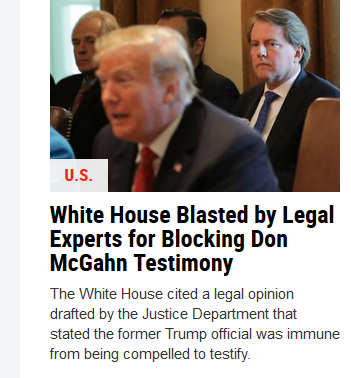 U.S.
White House Blasted by Legal
Experts for Blocking Don
McGahn Testimony
The White House cited a legal opinion
drafted by the Justice Department that
stated the former Trump official was immune
from being compelled to testify.